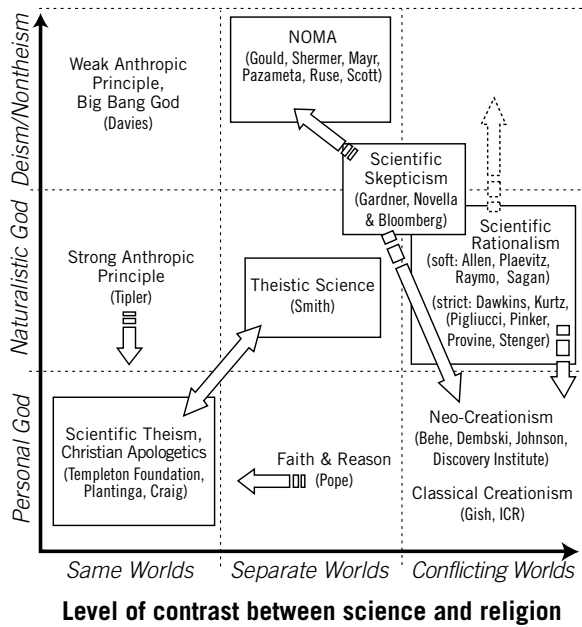 Deism/Nontheism
Naturalistic God
Personal God
Weak Anthropic
Principle,
Big Bang God
(Davies)
NOMA
(Gould, Shermer, Mayr,
Pazameta, Ruse, Scott)
Scientific
Skepticism
(Gardner, Novella
& Bloomberg)
Strong Anthropic
Principle
(Tipler)
Theistic Science
(Smith)
Scientific
Rationalism
(soft: Allen, Plaevitz,
Raymo, Sagan)
(strict: Dawkins, Kurtz,
(Pigliucci, Pinker,
Provine, Stenger)
Scientific Theism,
Christian Apologetics
(Templeton Foundation,
Plantinga, Craig)
Faith & Reason
(Pope)
Neo-Creationism
(Behe, Dembski, Johnson,
Discovery Institute)
Classical Creationism
(Gish, ICR)
Same Worlds
Separate Worlds
Conflicting Worlds
Level of contrast between science and religion